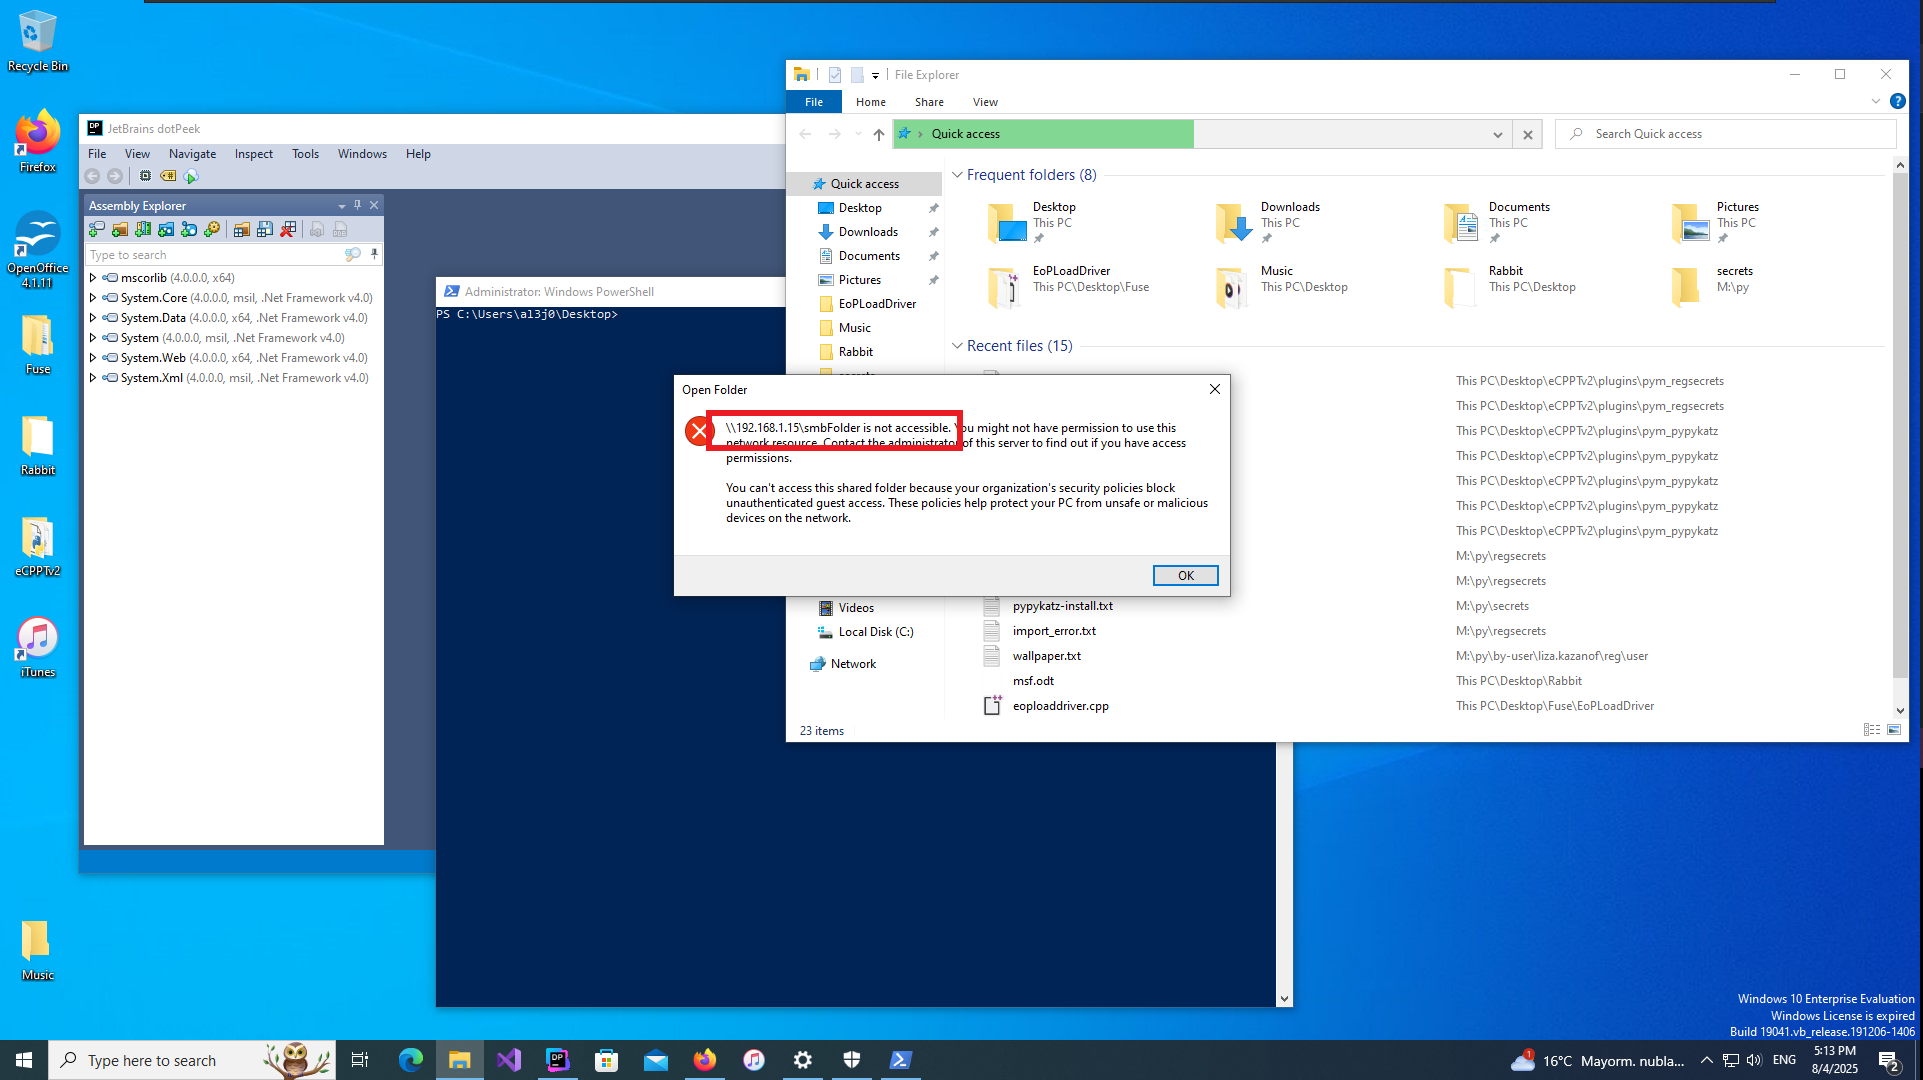 Recycle Bin
Firefox
OpenOffice
4.1.11
Fuse
Rabbit
eCPPTv2
iTunes
Music
JetBrains dotPeek
File View Navigate Inspect Tools Windows Help
Assembly Explorer
Type to search
mscorlib (4.0.0.0, x64)
System.Core (4.0.0.0, msil, .Net Framework v4.0)
System.Data (4.0.0.0, x64, .Net Framework v4.0)
System (4.0.0.0, msil, .Net Framework v4.0)
System.Web (4.0.0.0, x64, .Net Framework v4.0)
System.Xml (4.0.0.0, msil, .Net Framework v4.0)
Administrator: Windows PowerShell
PS C:\Users\al3j0\Desktop>
File Explorer
File Home Share View
Quick access
Search Quick access
Quick access
Desktop
Downloads
Documents
Pictures
EoPLoadDriver
Music
Rabbit
Videos
Local Disk (C:)
Network
Frequent folders (8)
Desktop
This PC
Downloads
This PC
Documents
This PC
Pictures
This PC
EoPLoadDriver
This PC\Desktop\Fuse
Music
This PC\Desktop
Rabbit
This PC\Desktop
secrets
M:\py
Recent files (15)
This PC\Desktop\eCPPTv2\plugins\pym_regsecrets
This PC\Desktop\eCPPTv2\plugins\pym_regsecrets
This PC\Desktop\eCPPTv2\plugins\pym_pypykatz
This PC\Desktop\eCPPTv2\plugins\pym_pypykatz
This PC\Desktop\eCPPTv2\plugins\pym_pypykatz
This PC\Desktop\eCPPTv2\plugins\pym_pypykatz
This PC\Desktop\eCPPTv2\plugins\pym_pypykatz
M:\py\regsecrets
M:\py\regsecrets
pypykatz-install.txt M:\py\secrets
import_error.txt M:\py\regsecrets
wallpaper.txt M:\py\by-user\liza.kazanof\reg\user
msf.odt This PC\Desktop\Rabbit
eoploaddriver.cpp This PC\Desktop\Fuse\EoPLoadDriver
23 items
Open Folder
\\192.168.1.15\smbFolder is not accessible. You might not have permission to use this
network resource. Contact the administrator of this server to find out if you have access
permissions.
You can't access this shared folder because your organization's security policies block
unauthenticated guest access. These policies help protect your PC from unsafe or malicious
devices on the network.
OK
Windows 10 Enterprise Evaluation
Windows License is expired
Build 19041.vb_release.191206-1406
Type here to search
1
16°C Mayorm. nubla...
ENG
5:13 PM
8/4/2025
2